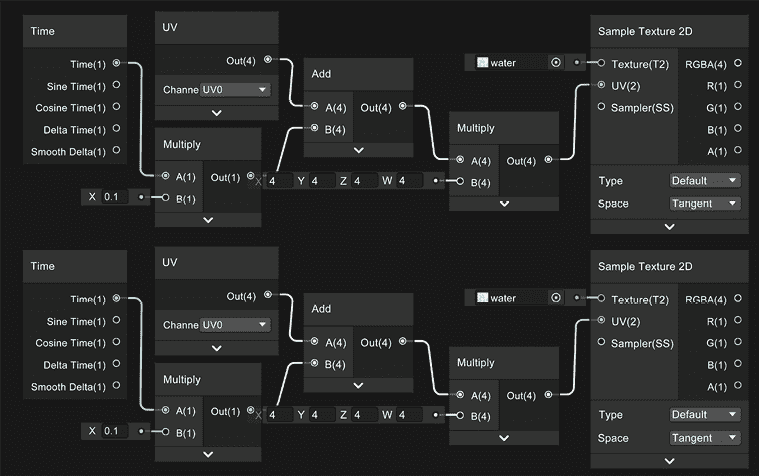 Time
Time(1)
Sine Time(1)
Cosine Time(1)
Delta Time(1)
Smooth Delta(1)
UV
Out(4)
Channe UV0
Multiply
A(1) Out(1)
B(1)
X 0.1
Add
A(4) Out(4)
B(4)
X 4 Y 4 Z 4 W 4
Multiply
A(4) Out(4)
B(4)
water
Sample Texture 2D
Texture(T2) RGBA(4)
UV(2) R(1)
Sampler(SS) G(1)
B(1)
A(1)
Type Default
Space Tangent
Time
Time(1)
Sine Time(1)
Cosine Time(1)
Delta Time(1)
Smooth Delta(1)
UV
Out(4)
Channe UV0
Multiply
A(1) Out(1)
B(1)
X 0.1
Add
A(4) Out(4)
B(4)
X 4 Y 4 Z 4 W 4
Multiply
A(4) Out(4)
B(4)
water
Sample Texture 2D
Texture(T2) RGBA(4)
UV(2) R(1)
Sampler(SS) G(1)
B(1)
A(1)
Type Default
Space Tangent